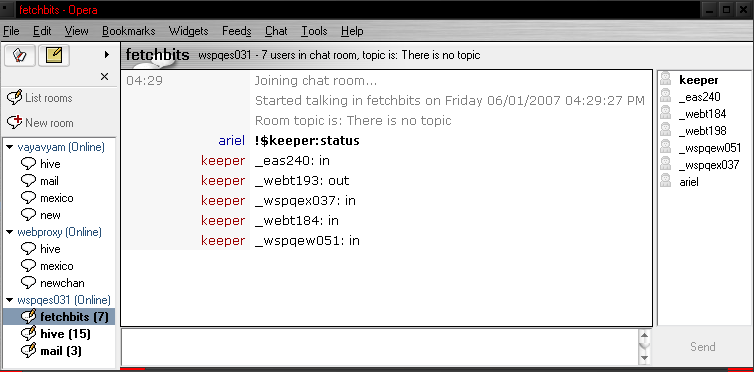 fetchbits - Opera
File Edit View Bookmarks Widgets Feeds Chat Tools Help
fetchbits wspqes031 - 7 users in chat room, topic is: There is no topic
List rooms
New room
vayavyam (Online)
hive
mail
mexico
new
webproxy (Online)
hive
mexico
newchan
wspqes031 (Online)
fetchbits (7)
hive (15)
mail (3)
04:29 Joining chat room...
Started talking in fetchbits on Friday 06/01/2007 04:29:27 PM
Room topic is: There is no topic
ariel !$keeper:status
keeper _eas240: in
keeper _webt193: out
keeper _wspqex037: in
keeper _webt184: in
keeper _wspqew051: in
keeper
_eas240
_webt184
_webt198
_wspqew051
_wspqex037
ariel
Send